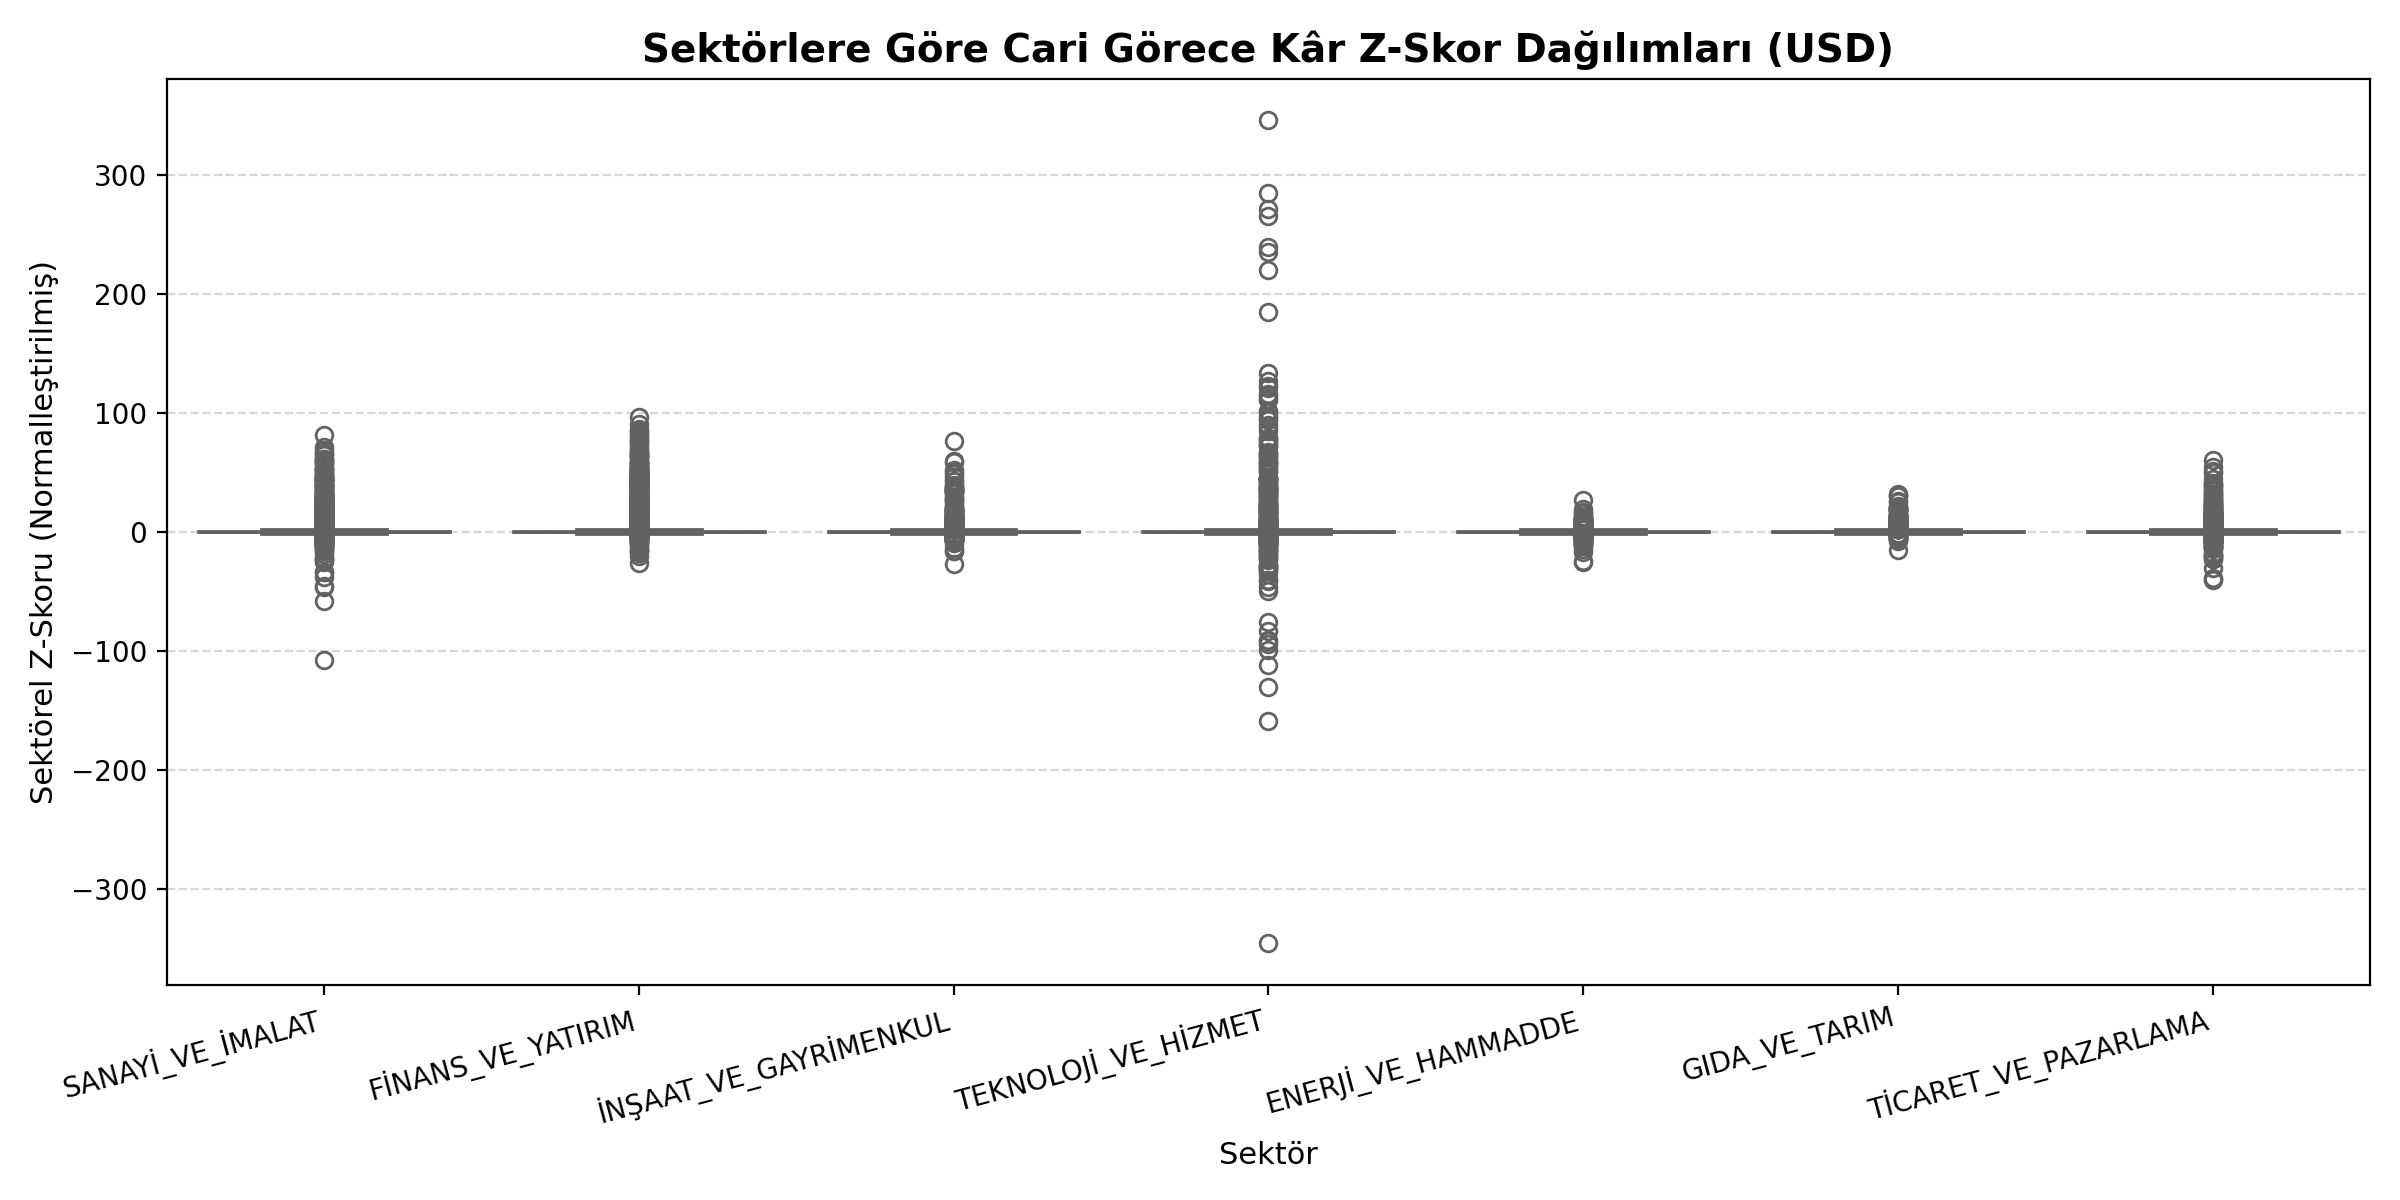 Sektörlere Göre Cari Görece Kâr Z-Skor Dağılımları (USD)
Sektörel Z-Skoru (Normalleştirilmiş)
300
200
100
0
−100
−200
−300
SANAYİ_VE_İMALAT
FİNANS_VE_YATIRIM
İNŞAAT_VE_GAYRİMENKUL
TEKNOLOJİ_VE_HİZMET
ENERJİ_VE_HAMMADDE
GIDA_VE_TARIM
TİCARET_VE_PAZARLAMA
Sektör